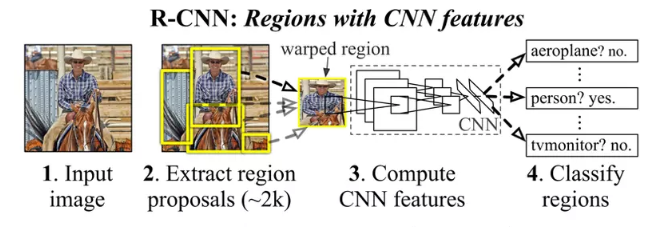 R-CNN: Regions with CNN features
warped region
aeroplane? no.
person? yes.
tvmonitor? no.
CNN
1. Input
image
2. Extract region
proposals (~2k)
3. Compute
CNN features
4. Classify
regions